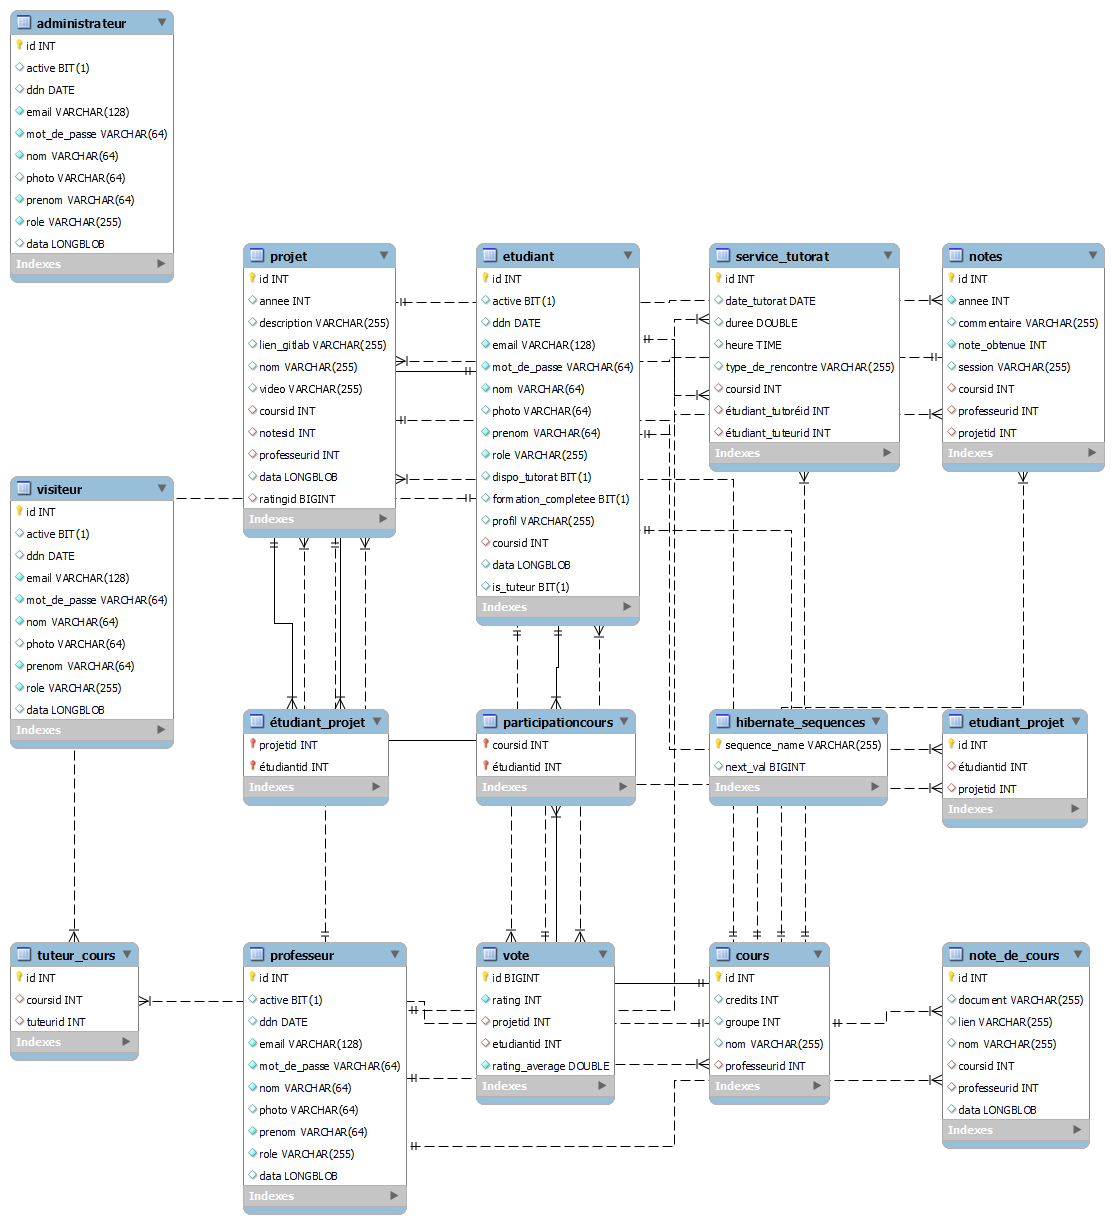 administrateur
id INT
active BIT(1)
ddn DATE
email VARCHAR(128)
mot_de_passe VARCHAR(64)
nom VARCHAR(64)
photo VARCHAR(64)
prenom VARCHAR(64)
role VARCHAR(255)
data LONGBLOB
Indexes
projet
id INT
annee INT
description VARCHAR(255)
lien_gitlab VARCHAR(255)
nom VARCHAR(255)
video VARCHAR(255)
coursid INT
notesid INT
professeurid INT
data LONGBLOB
ratingid BIGINT
Indexes
etudiant
id INT
active BIT(1)
ddn DATE
email VARCHAR(128)
mot_de_passe VARCHAR(64)
nom VARCHAR(64)
photo VARCHAR(64)
prenom VARCHAR(64)
role VARCHAR(255)
dispo_tutorat BIT(1)
formation_completee BIT(1)
profil VARCHAR(255)
coursid INT
data LONGBLOB
is_tuteur BIT(1)
Indexes
service_tutorat
id INT
date_tutorat DATE
duree DOUBLE
heure TIME
type_de_rencontre VARCHAR(255)
coursid INT
étudiant_tutoréid INT
étudiant_tuteurid INT
Indexes
notes
id INT
annee INT
commentaire VARCHAR(255)
note_obtenue INT
session VARCHAR(255)
coursid INT
professeurid INT
projetid INT
Indexes
visiteur
id INT
active BIT(1)
ddn DATE
email VARCHAR(128)
mot_de_passe VARCHAR(64)
nom VARCHAR(64)
photo VARCHAR(64)
prenom VARCHAR(64)
role VARCHAR(255)
data LONGBLOB
Indexes
étudiant_projet
projetid INT
étudiantid INT
Indexes
participationcours
coursid INT
étudiantid INT
Indexes
hibernate_sequences
sequence_name VARCHAR(255)
next_val BIGINT
Indexes
etudiant_projet
id INT
étudiantid INT
projetid INT
Indexes
tuteur_cours
id INT
coursid INT
tuteurid INT
Indexes
professeur
id INT
active BIT(1)
ddn DATE
email VARCHAR(128)
mot_de_passe VARCHAR(64)
nom VARCHAR(64)
photo VARCHAR(64)
prenom VARCHAR(64)
role VARCHAR(255)
data LONGBLOB
Indexes
vote
id BIGINT
rating INT
projetid INT
etudiantid INT
rating_average DOUBLE
Indexes
cours
id INT
credits INT
groupe INT
nom VARCHAR(255)
professeurid INT
Indexes
note_de_cours
id INT
document VARCHAR(255)
lien VARCHAR(255)
nom VARCHAR(255)
coursid INT
professeurid INT
data LONGBLOB
Indexes